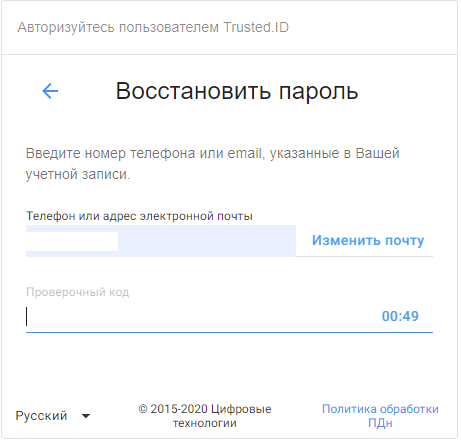 Авторизуйтесь пользователем Trusted.ID
Восстановить пароль
Введите номер телефона или email, указанные в Вашей
учетной записи.
Телефон или адрес электронной почты
Изменить почту
Проверочный код
00:49
Русский
© 2015-2020 Цифровые
технологии
Политика обработки
ПДн